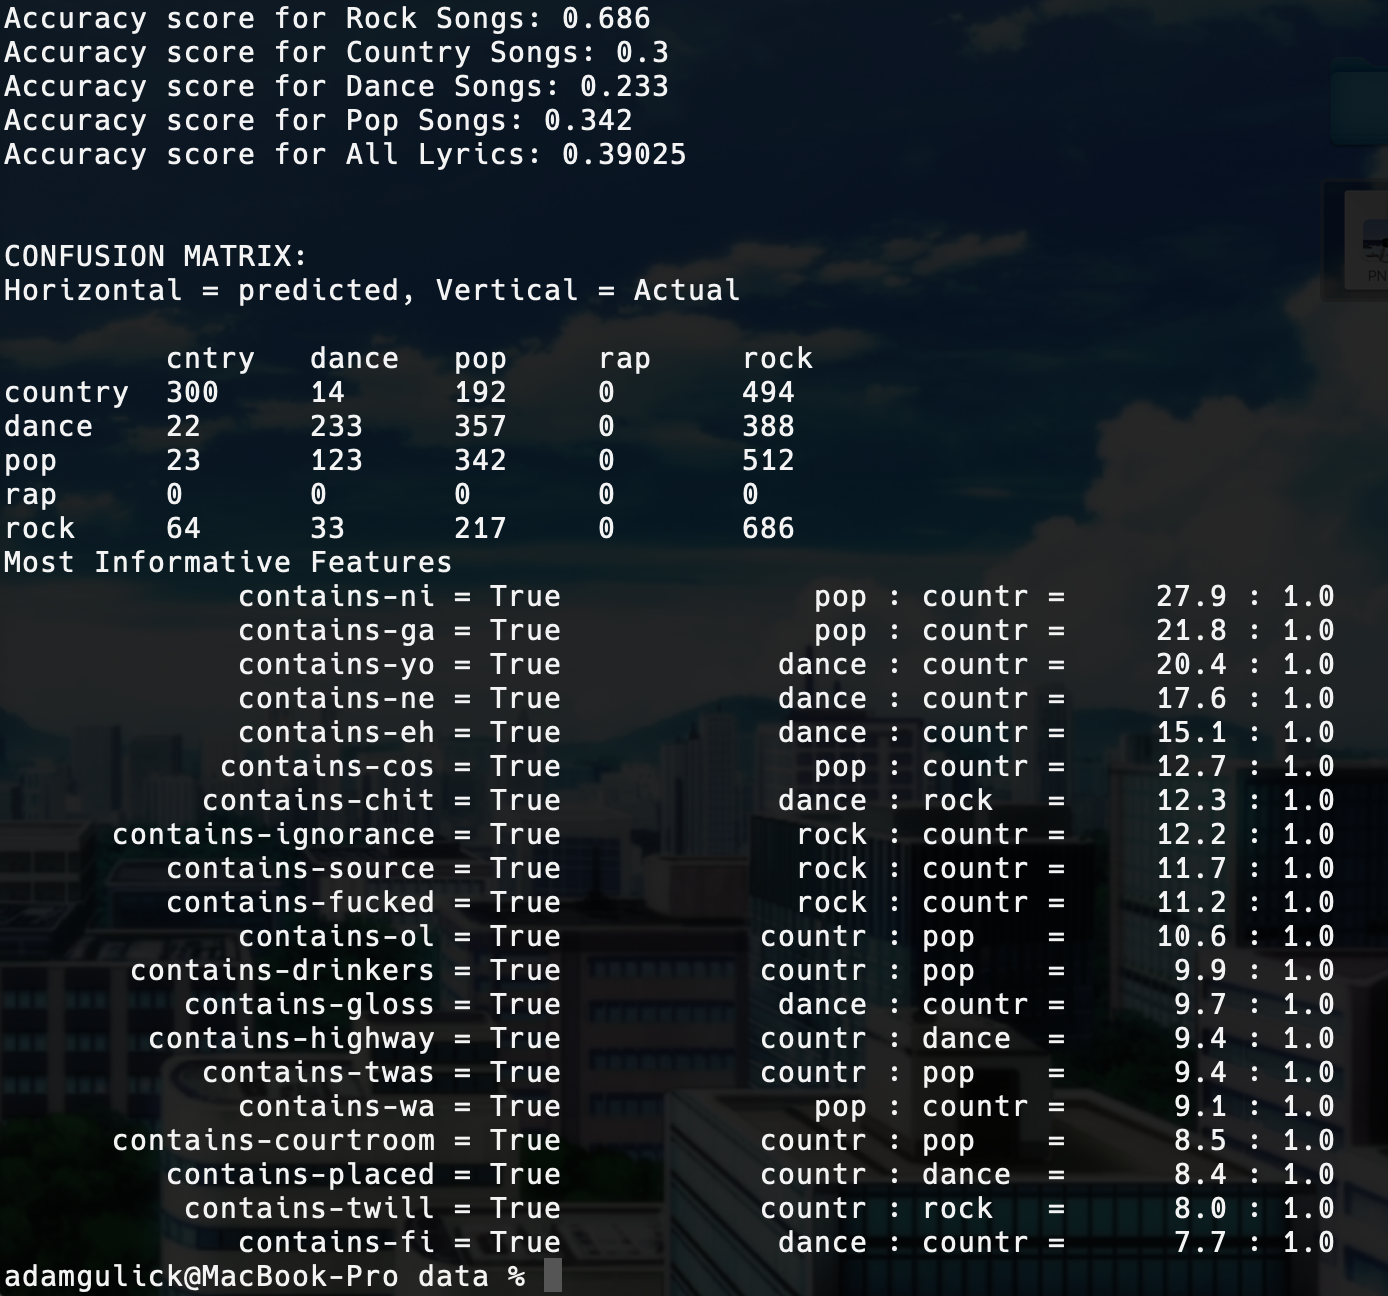 Accuracy score for Rock Songs: 0.686
Accuracy score for Country Songs: 0.3
Accuracy score for Dance Songs: 0.233
Accuracy score for Pop Songs: 0.342
Accuracy score for All Lyrics: 0.39025
CONFUSION MATRIX:
Horizontal = predicted, Vertical = Actual
cntry dance pop rap rock
country 300 14 192 0 494
dance 22 233 357 0 388
pop 23 123 342 0 512
rap 0 0 0 0 0
rock 64 33 217 0 686
Most Informative Features
contains-ni = True pop : countr = 27.9 : 1.0
contains-ga = True pop : countr = 21.8 : 1.0
contains-yo = True dance : countr = 20.4 : 1.0
contains-ne = True dance : countr = 17.6 : 1.0
contains-eh = True dance : countr = 15.1 : 1.0
contains-cos = True pop : countr = 12.7 : 1.0
contains-chit = True dance : rock = 12.3 : 1.0
contains-ignorance = True rock : countr = 12.2 : 1.0
contains-source = True rock : countr = 11.7 : 1.0
contains-fucked = True rock : countr = 11.2 : 1.0
contains-ol = True countr : pop = 10.6 : 1.0
contains-drinkers = True countr : pop = 9.9 : 1.0
contains-gloss = True dance : countr = 9.7 : 1.0
contains-highway = True countr : dance = 9.4 : 1.0
contains-twas = True countr : pop = 9.4 : 1.0
contains-wa = True pop : countr = 9.1 : 1.0
contains-courtroom = True countr : pop = 8.5 : 1.0
contains-placed = True countr : dance = 8.4 : 1.0
contains-twill = True countr : rock = 8.0 : 1.0
contains-fi = True dance : countr = 7.7 : 1.0
adamgulick@MacBook-Pro data %